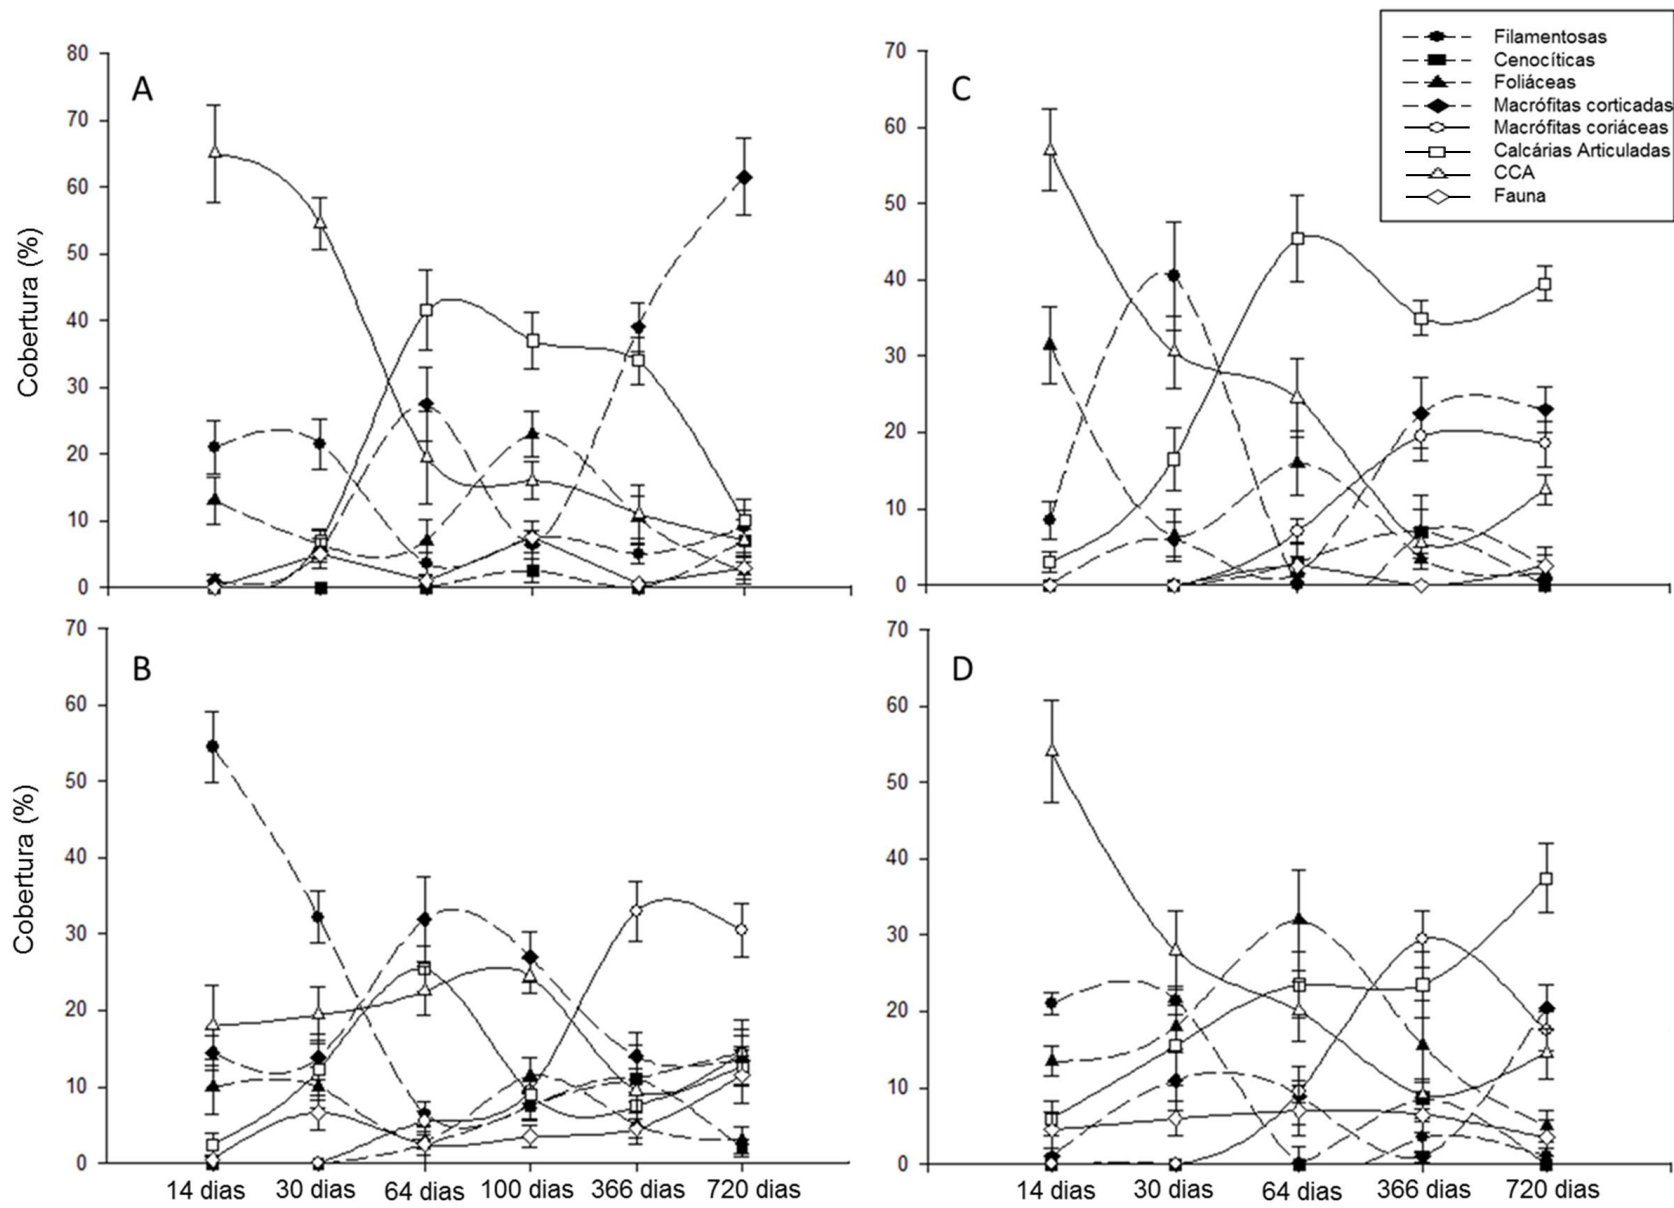 A
Cobertura (%)
80
70
60
50
40
30
20
10
0
C
70
60
50
40
30
20
10
0
Filamentosas
Cenocíticas
Foliáceas
Macrófitas corticadas
Macrófitas coriáceas
Calcárias Articuladas
CCA
Fauna
B
Cobertura (%)
70
60
50
40
30
20
10
0
14 dias 30 dias 64 dias 100 dias 366 dias 720 dias
D
70
60
50
40
30
20
10
0
14 dias 30 dias 64 dias 366 dias 720 dias